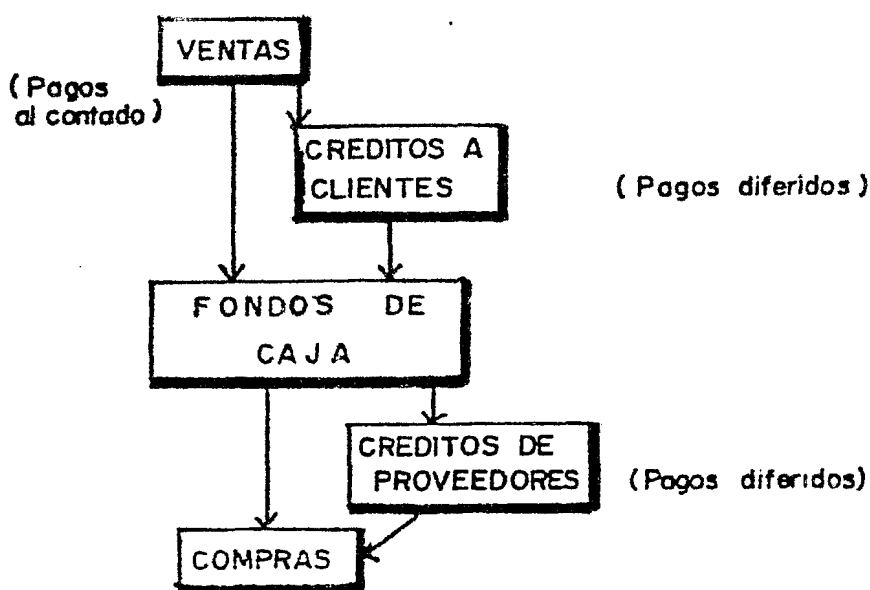 VENTAS
(Pagos
al contado)
CREDITOS A
CLIENTES
(Pagos diferidos)
FONDOS DE
CAJA
CREDITOS DE
PROVEEDORES
(Pagos diferidos)
COMPRAS